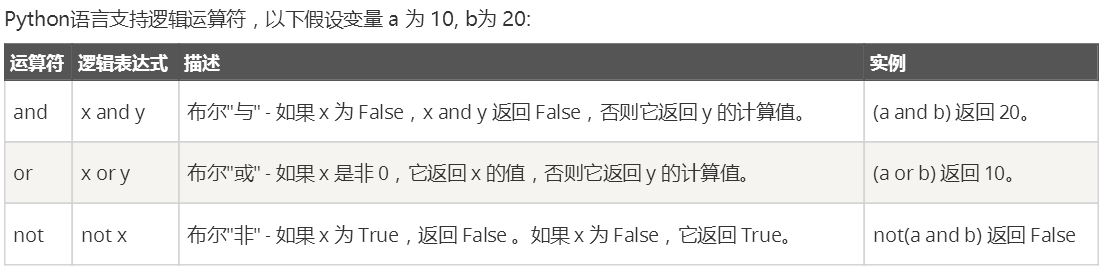 Python语言支持逻辑运算符，以下假设变量 a 为 10, b为 20:
运算符 逻辑表达式 描述 实例
and x and y 布尔"与" - 如果 x 为 False，x and y 返回 False，否则它返回 y 的计算值。 (a and b) 返回 20。
or x or y 布尔"或" - 如果 x 是非 0，它返回 x 的值，否则它返回 y 的计算值。 (a or b) 返回 10。
not not x 布尔"非" - 如果 x 为 True，返回 False 。如果 x 为 False，它返回 True。 not(a and b) 返回 False